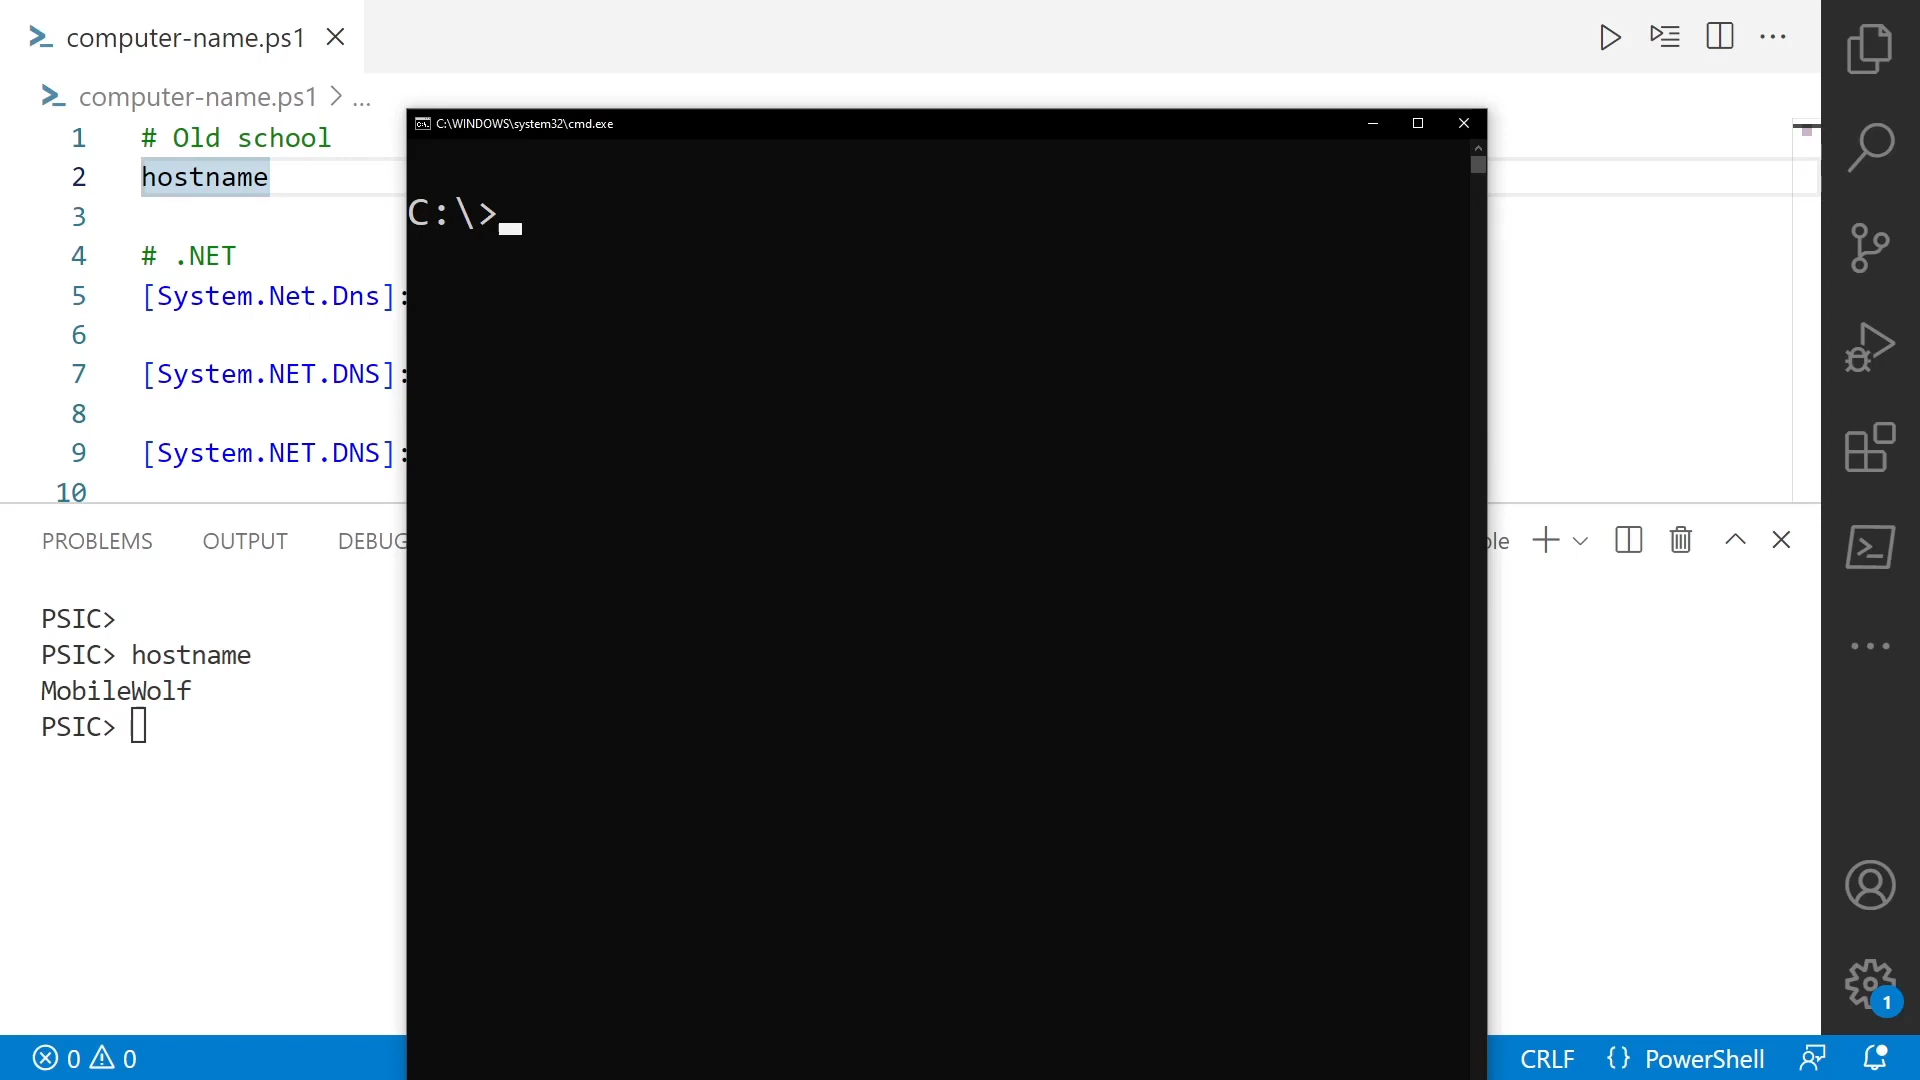 computer-name.ps1
computer-name.ps1 > ...
C:\WINDOWS\system32\cmd.exe
1 # Old school
2 hostname
3
4 # .NET
5 [System.Net.Dns]:
6
7 [System.NET.DNS]:
8
9 [System.NET.DNS]:
10
C:\>
PROBLEMS OUTPUT DEBUG
PSIC>
PSIC> hostname
MobileWolf
PSIC>
1
0 0 CRLF {} PowerShell